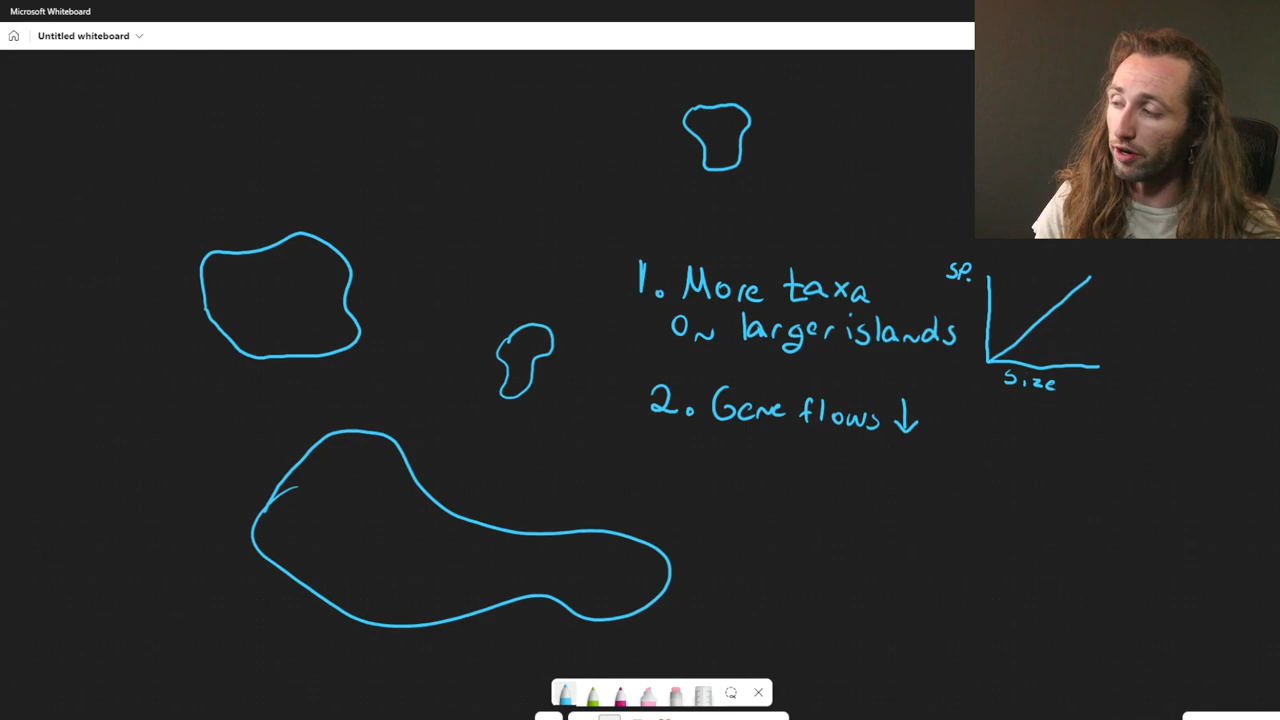 Microsoft Whiteboard
Untitled whiteboard
1. More taxa
On larger islands
SP.
Size
2. Gene flows ↓